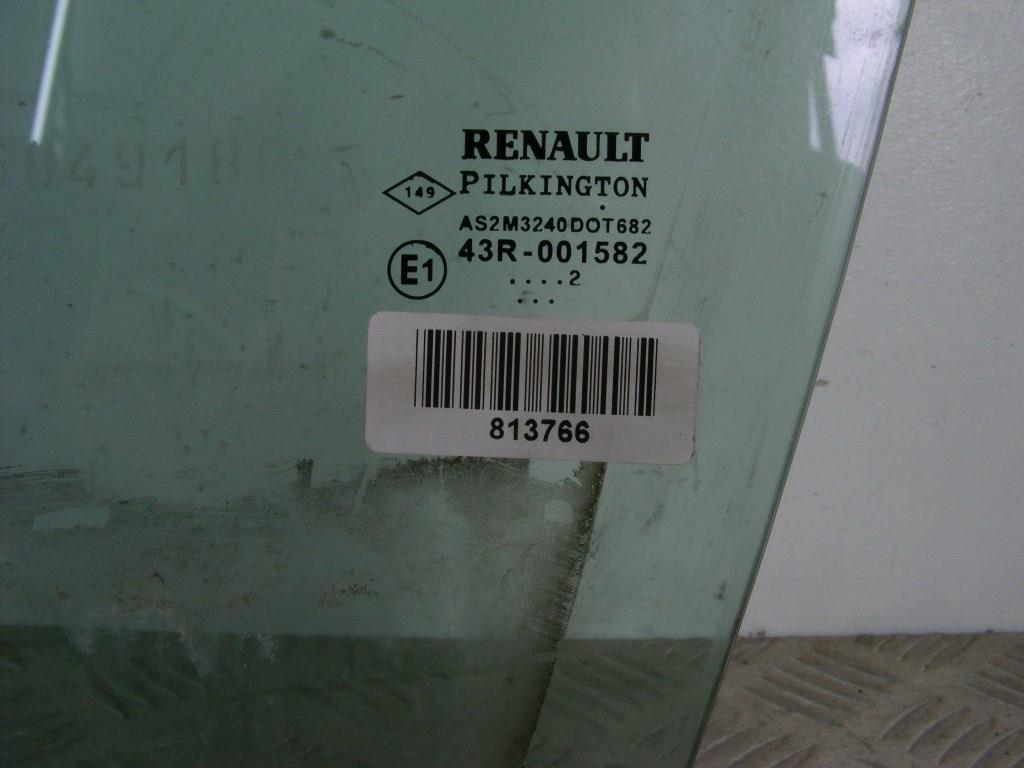 RENAULT
149
PILKINGTON
AS2M3240DOT682
E1
43R-001582
....2
...
813766